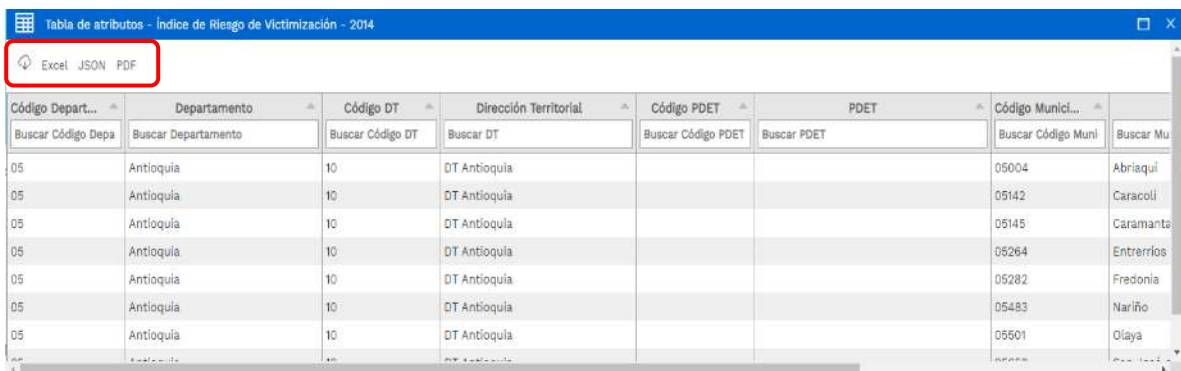 Tabla de atributos - Índice de Riesgo de Victimización - 2014
Excel JSON PDF
Código Depart... Departamento Código DT Dirección Territorial Código PDET PDET Código Munici...
Buscar Código Depa Buscar Departamento Buscar Código DT Buscar DT Buscar Código PDET Buscar PDET Buscar Código Muni Buscar Mu
05 Antioquia 10 DT Antioquia 05004 Abriaquí
05 Antioquia 10 DT Antioquia 05142 Caracolí
05 Antioquia 10 DT Antioquia 05145 Caramanta
05 Antioquia 10 DT Antioquia 05264 Entrerrios
05 Antioquia 10 DT Antioquia 05282 Fredonia
05 Antioquia 10 DT Antioquia 05483 Nariño
05 Antioquia 10 DT Antioquia 05501 Olaya